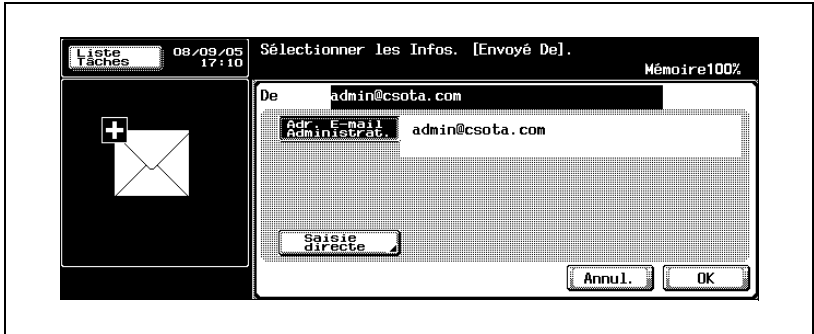 Liste
Tâches
08/09/05
17:10
Sélectionner les Infos. [Envoyé De].
Mémoire100%
De admin@csota.com
Adr. E-mail
Administrat.
admin@csota.com
Saisie
directe
Annul. OK